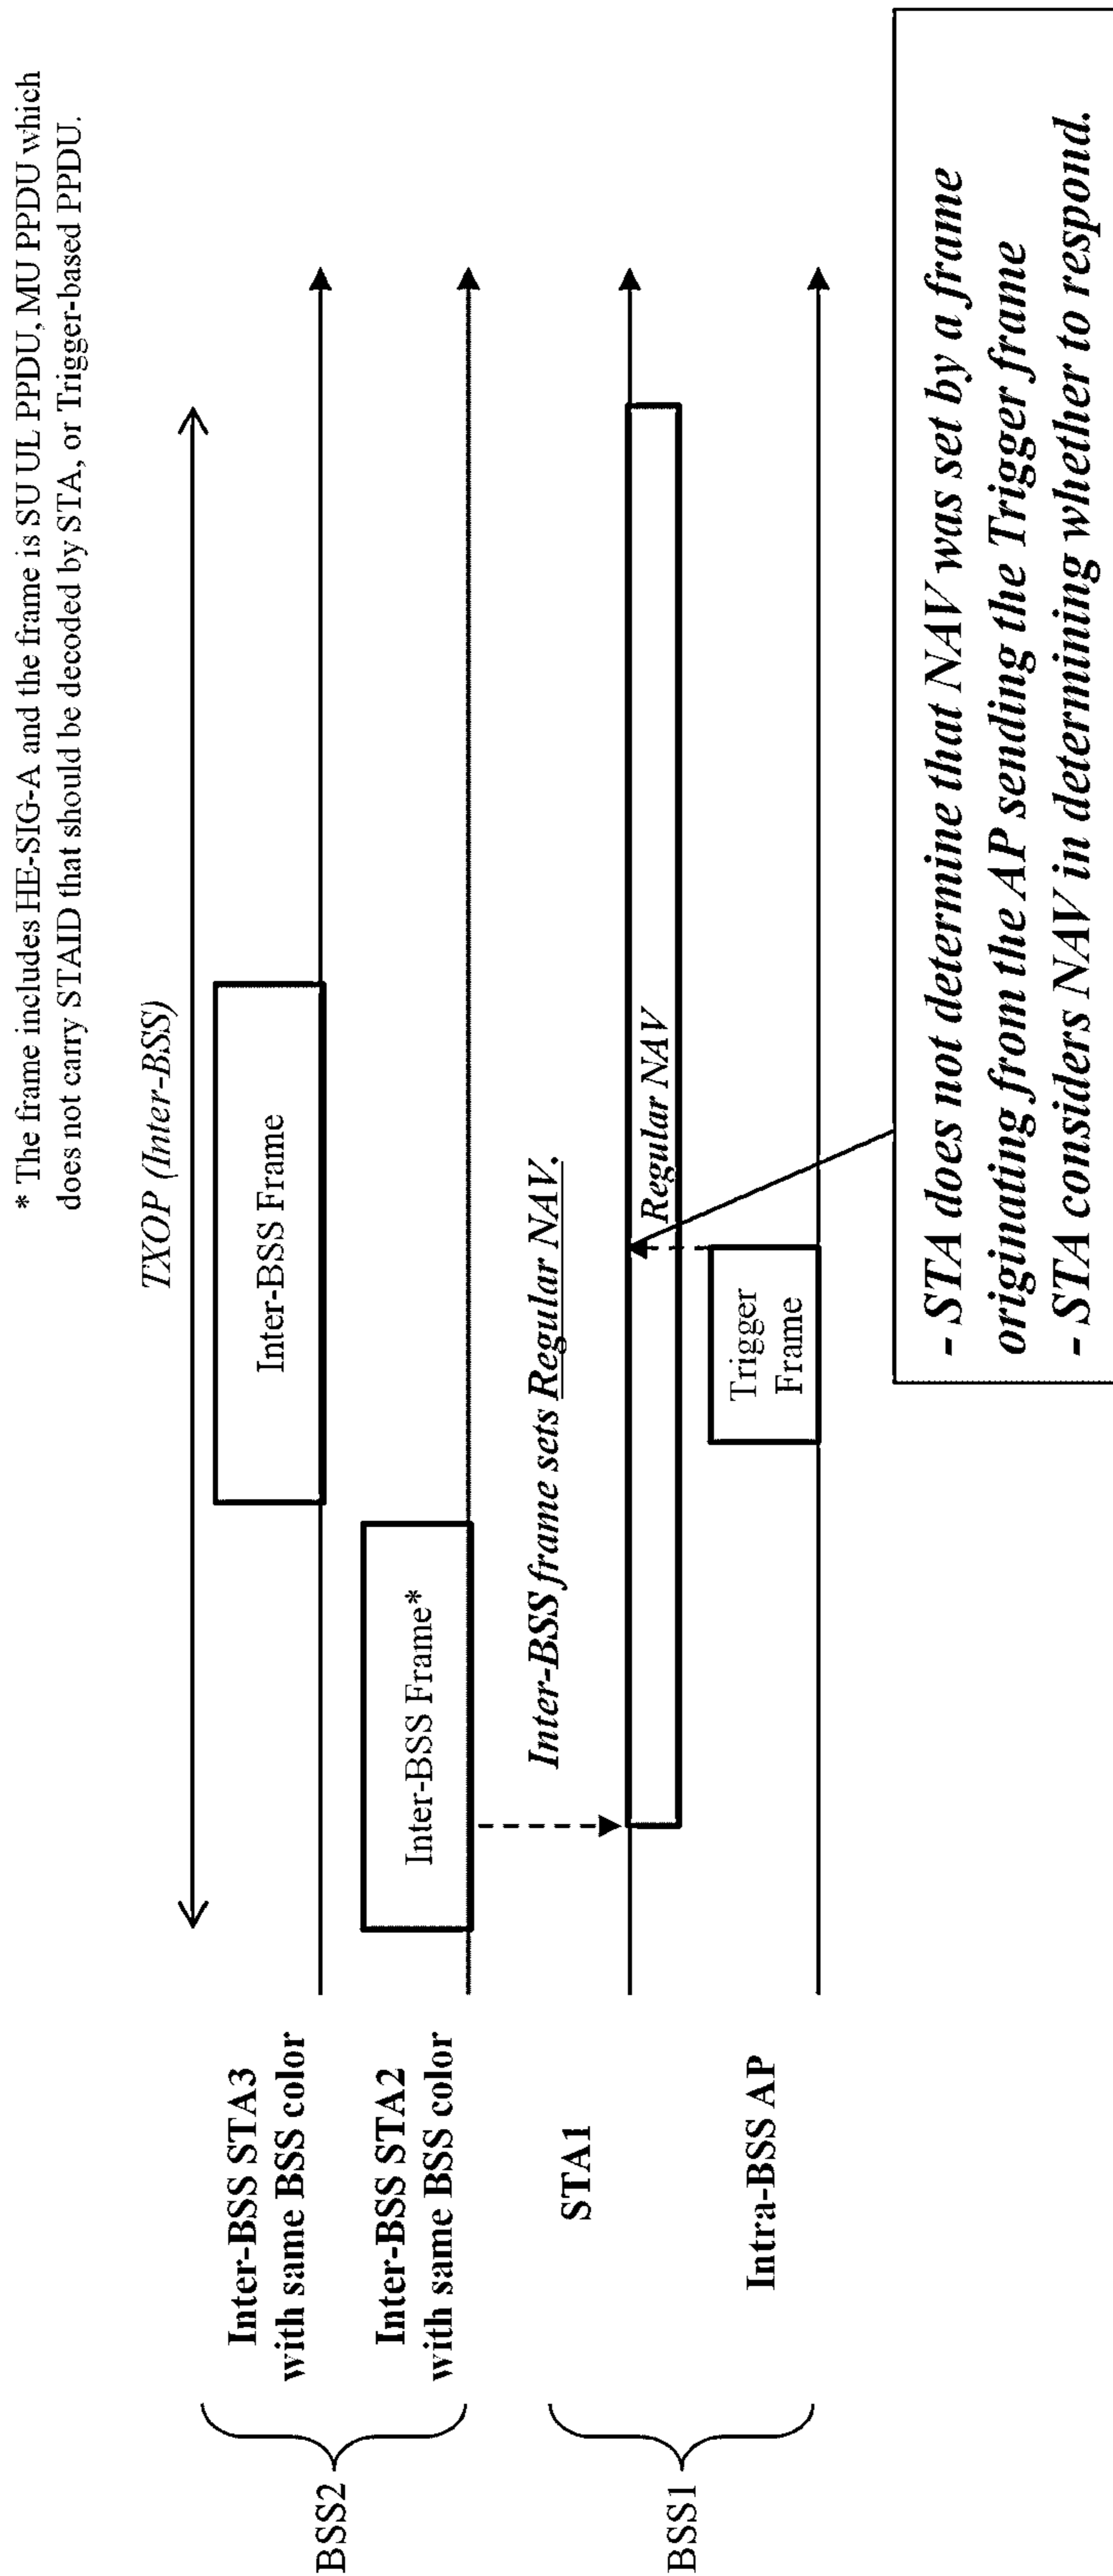 * The frame includes HE-SIG-A and the frame is SU UL PPDU, MU PPDU which
does not carry STAID that should be decoded by STA, or Trigger-based PPDU.
TXOP (Inter-BSS)
BSS2
Inter-BSS STA3
with same BSS color
Inter-BSS Frame
Inter-BSS STA2
with same BSS color
Inter-BSS Frame*
Inter-BSS frame sets Regular NAV.
BSS1
STA1
Regular NAV
Intra-BSS AP
Trigger
Frame
- STA does not determine that NAV was set by a frame
originating from the AP sending the Trigger frame
- STA considers NAV in determining whether to respond.